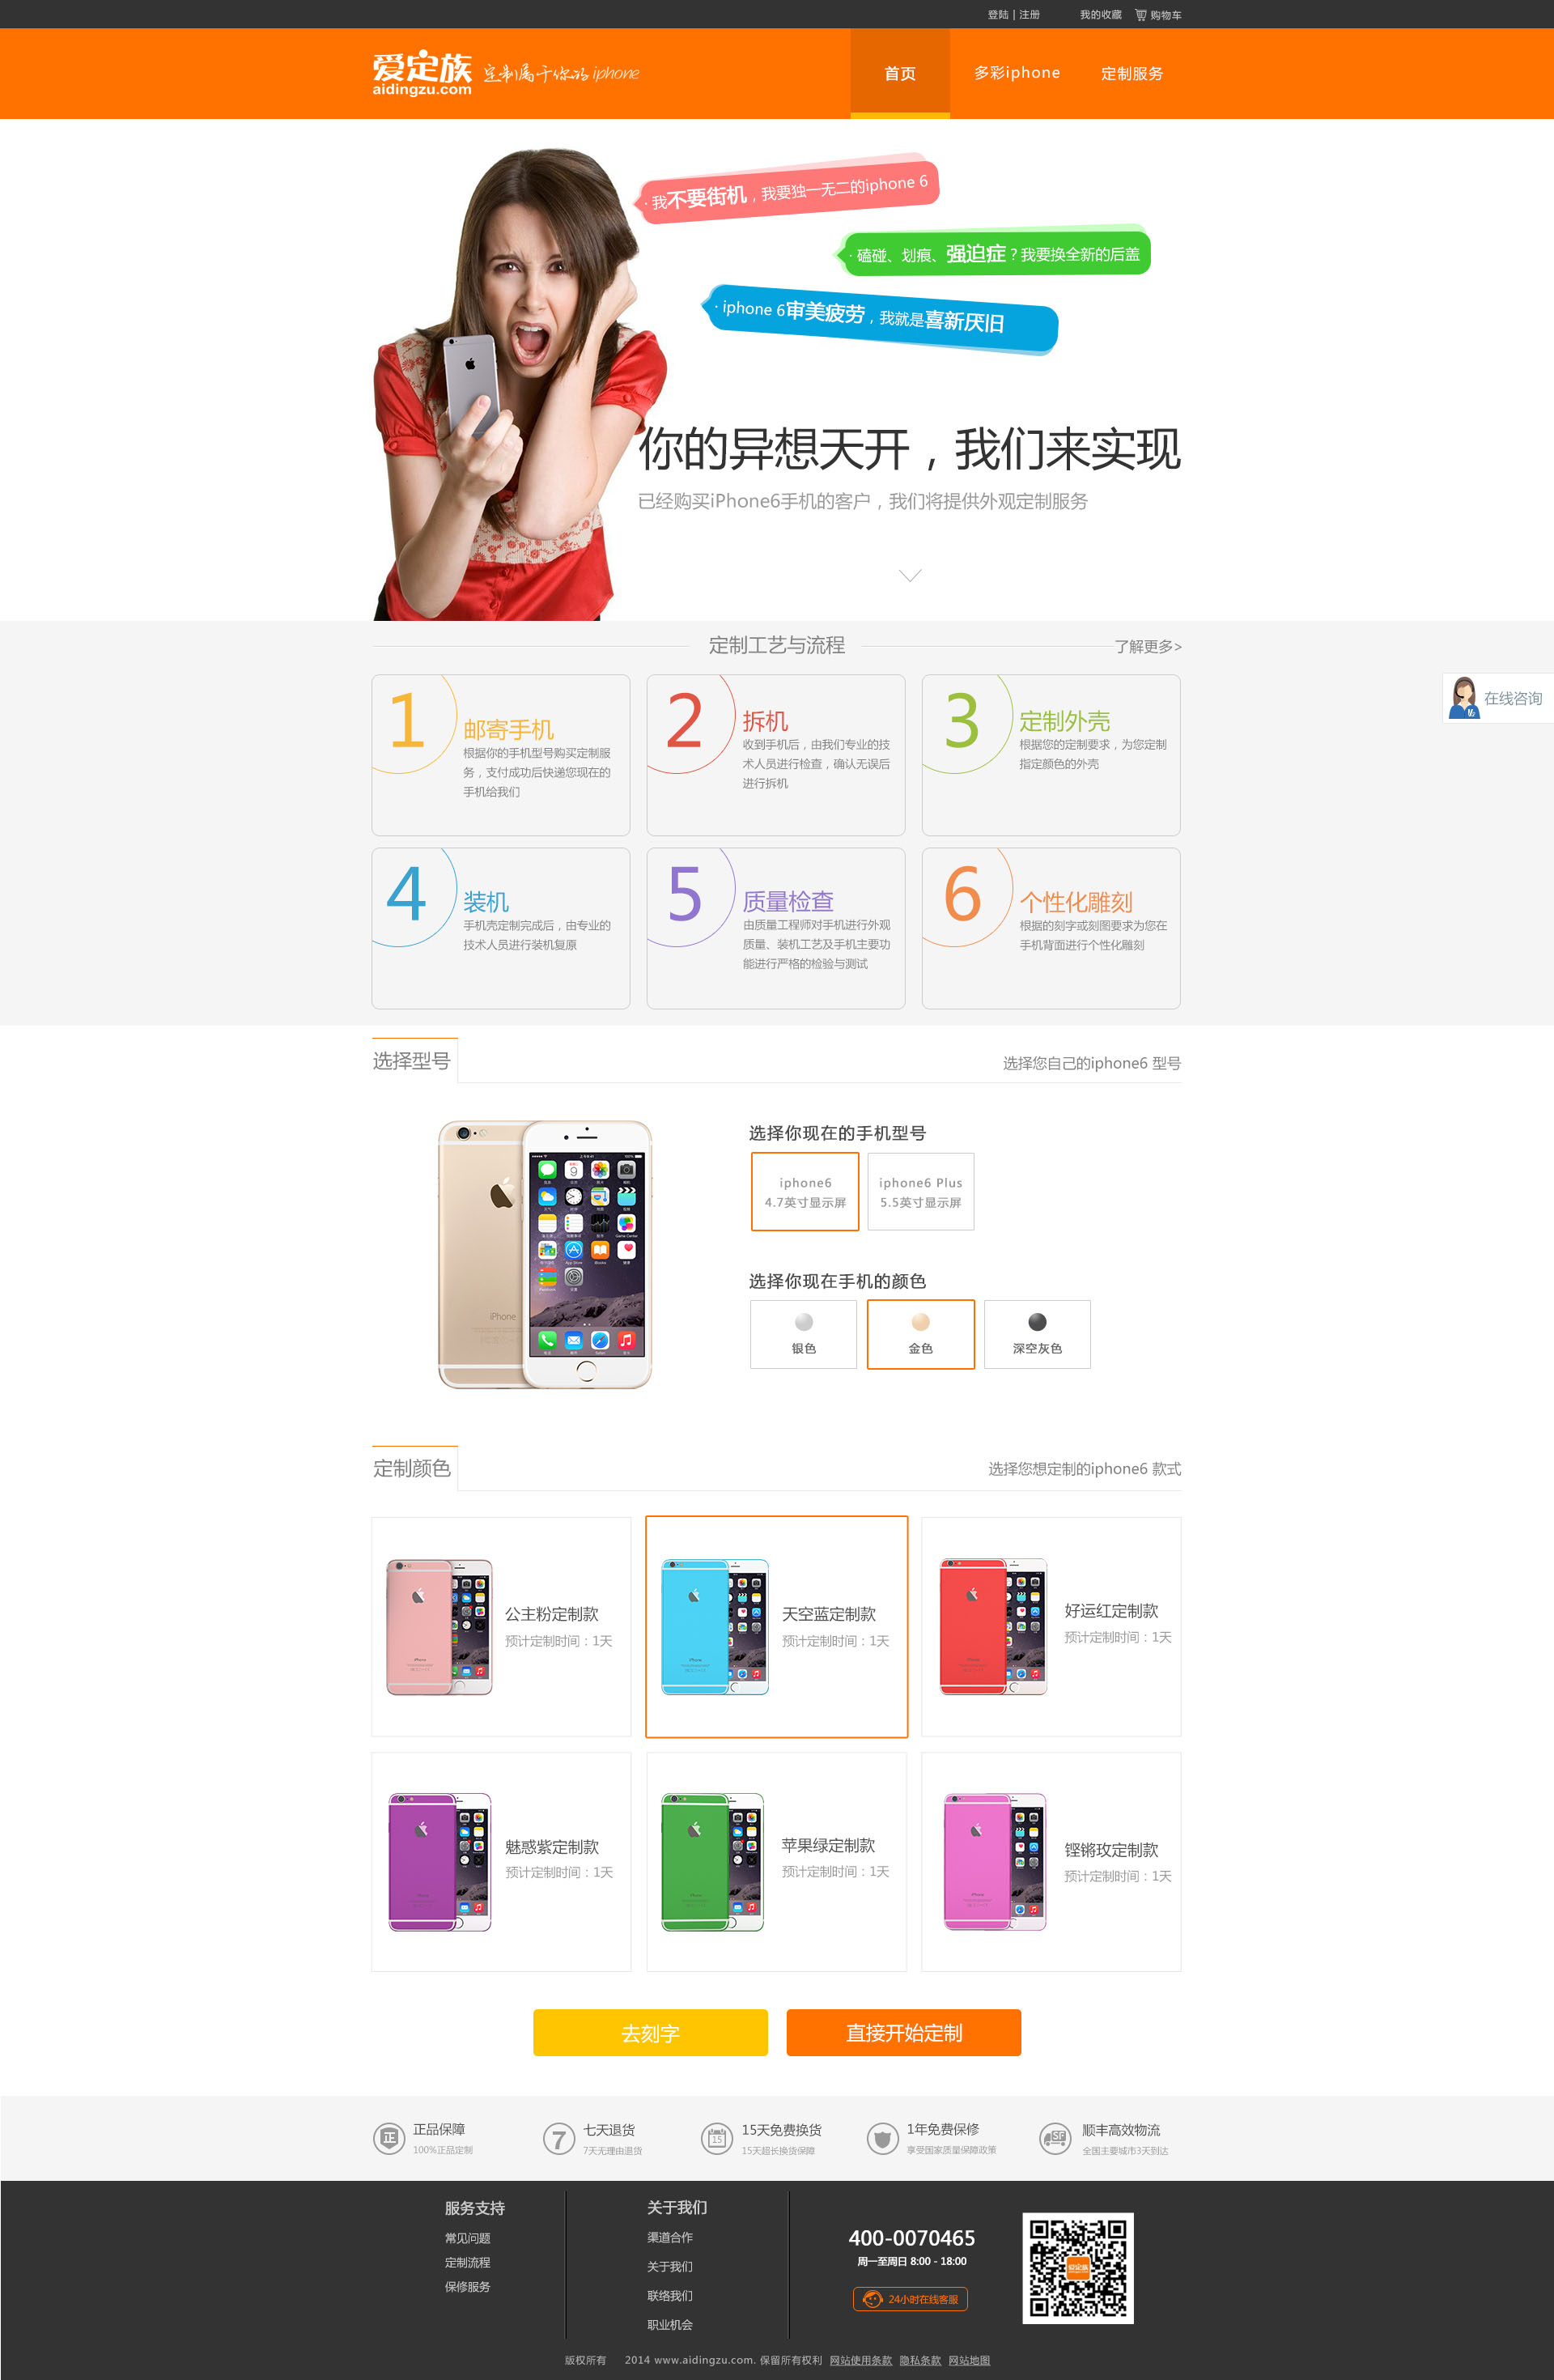 登陆 | 注册
我的收藏
购物车
爱定族
aidingzu.com
定制属于你的 iphone
首页
多彩iphone
定制服务
· 我不要街机，我要独一无二的iphone 6
· 磕碰、划痕、强迫症？我要换全新的后盖
· iphone 6审美疲劳，我就是喜新厌旧
你的异想天开，我们来实现
已经购买iPhone6手机的客户，我们将提供外观定制服务
定制工艺与流程
了解更多>
在线咨询
1
邮寄手机
根据你的手机型号购买定制服
务，支付成功后快递您现在的
手机给我们
2
拆机
收到手机后，由我们专业的技
术人员进行检查，确认无误后
进行拆机
3
定制外壳
根据您的定制要求，为您定制
指定颜色的外壳
4
装机
手机壳定制完成后，由专业的
技术人员进行装机复原
5
质量检查
由质量工程师对手机进行外观
质量、装机工艺及手机主要功
能进行严格的检验与测试
6
个性化雕刻
根据的刻字或刻图要求为您在
手机背面进行个性化雕刻
选择型号
选择您自己的iphone6 型号
iPhone
选择你现在的手机型号
iphone6
4.7英寸显示屏
iphone6 Plus
5.5英寸显示屏
选择你现在手机的颜色
银色
金色
深空灰色
定制颜色
选择您想定制的iphone6 款式
公主粉定制款
预计定制时间：1天
天空蓝定制款
预计定制时间：1天
好运红定制款
预计定制时间：1天
魅惑紫定制款
预计定制时间：1天
苹果绿定制款
预计定制时间：1天
铿锵玫定制款
预计定制时间：1天
去刻字
直接开始定制
正
正品保障
100%正品定制
7
七天退货
7天无理由退货
15
15天免费换货
15天超长换货保障
1年免费保修
享受国家质量保障政策
SF
顺丰高效物流
全国主要城市3天到达
服务支持
常见问题
定制流程
保修服务
关于我们
渠道合作
关于我们
联络我们
职业机会
400-0070465
周一至周日 8:00 - 18:00
24小时在线客服
爱定族
版权所有 2014 www.aidingzu.com. 保留所有权利 网站使用条款 隐私条款 网站地图